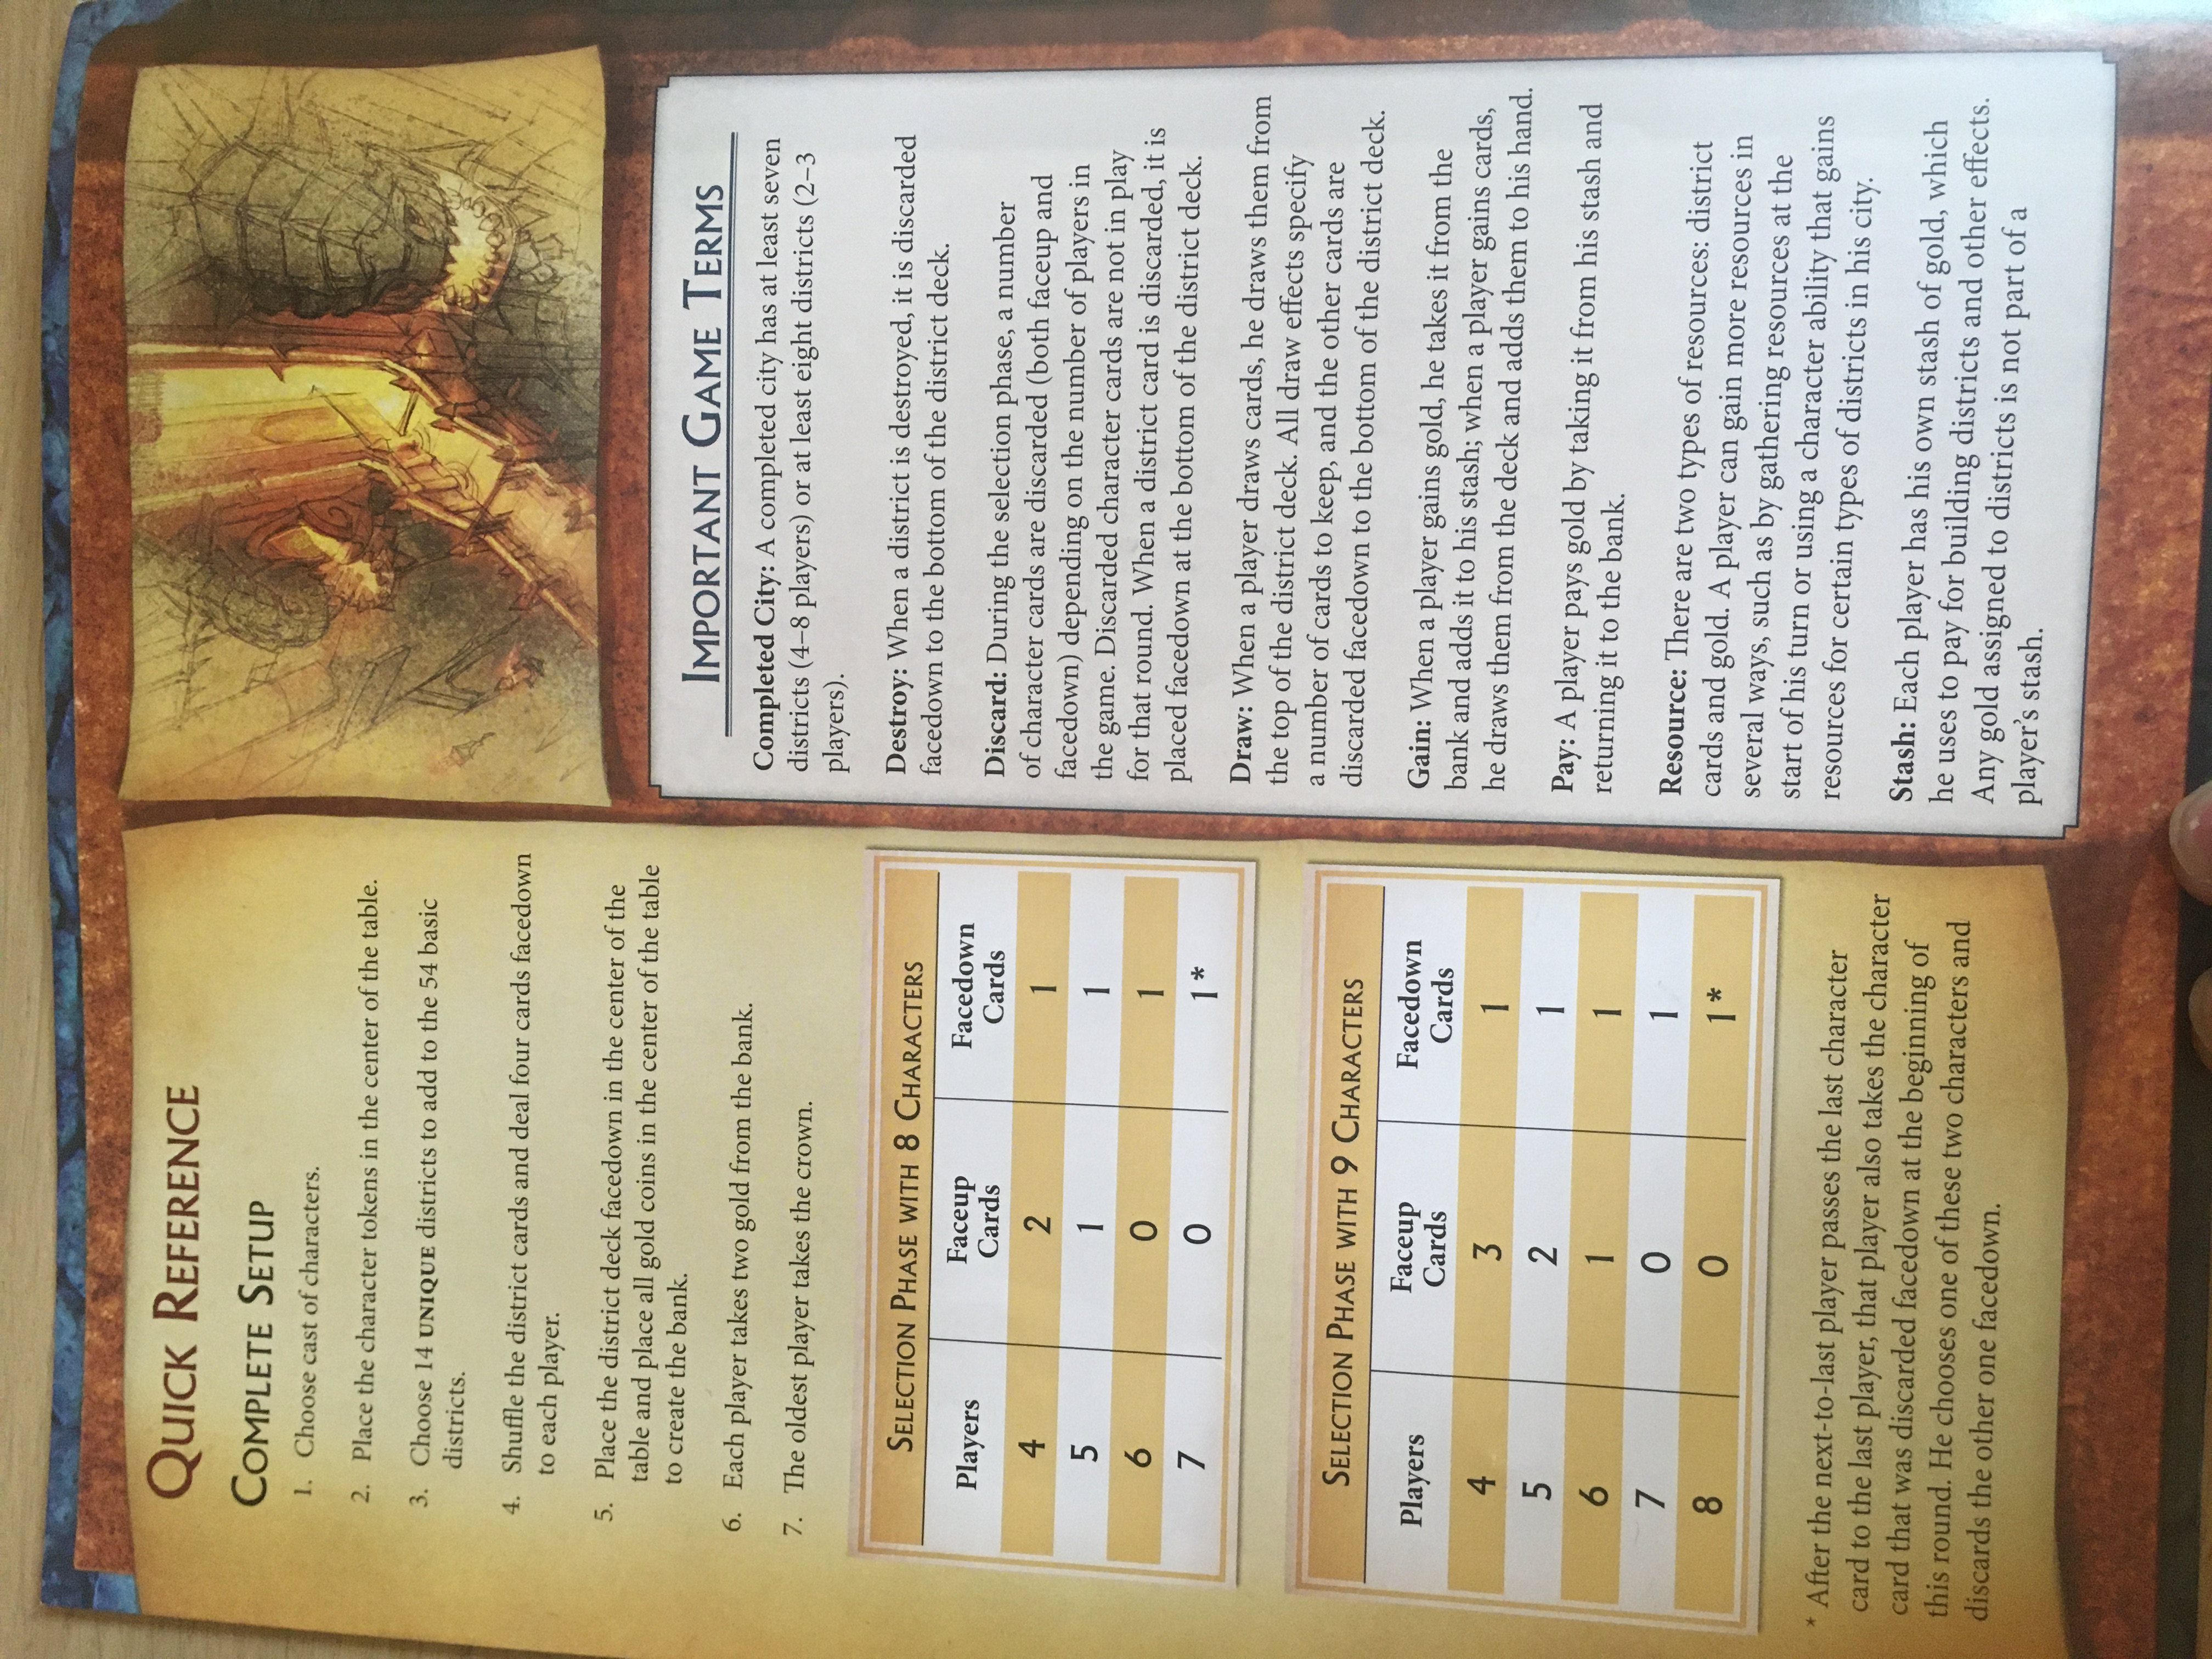 QUICK REFERENCE
COMPLETE SETUP
1. Choose cast of characters.
2. Place the character tokens in the center of the table.
3. Choose 14 UNIQUE districts to add to the 54 basic
districts.
4. Shuffle the district cards and deal four cards facedown
to each player.
5. Place the district deck facedown in the center of the
table and place all gold coins in the center of the table
to create the bank.
6. Each player takes two gold from the bank.
7. The oldest player takes the crown.
SELECTION PHASE WITH 8 CHARACTERS
Players Faceup Cards Facedown Cards
4 2 1
5 1 1
6 0 1
7 0 1*
SELECTION PHASE WITH 9 CHARACTERS
Players Faceup Cards Facedown Cards
4 3 1
5 2 1
6 1 1
7 0 1
8 0 1*
* After the next-to-last player passes the last character
card to the last player, that player also takes the character
card that was discarded facedown at the beginning of
this round. He chooses one of these two characters and
discards the other one facedown.
IMPORTANT GAME TERMS
Completed City: A completed city has at least seven
districts (4–8 players) or at least eight districts (2–3
players).
Destroy: When a district is destroyed, it is discarded
facedown to the bottom of the district deck.
Discard: During the selection phase, a number
of character cards are discarded (both faceup and
facedown) depending on the number of players in
the game. Discarded character cards are not in play
for that round. When a district card is discarded, it is
placed facedown at the bottom of the district deck.
Draw: When a player draws cards, he draws them from
the top of the district deck. All draw effects specify
a number of cards to keep, and the other cards are
discarded facedown to the bottom of the district deck.
Gain: When a player gains gold, he takes it from the
bank and adds it to his stash; when a player gains cards,
he draws them from the deck and adds them to his hand.
Pay: A player pays gold by taking it from his stash and
returning it to the bank.
Resource: There are two types of resources: district
cards and gold. A player can gain more resources in
several ways, such as by gathering resources at the
start of his turn or using a character ability that gains
resources for certain types of districts in his city.
Stash: Each player has his own stash of gold, which
he uses to pay for building districts and other effects.
Any gold assigned to districts is not part of a
player's stash.